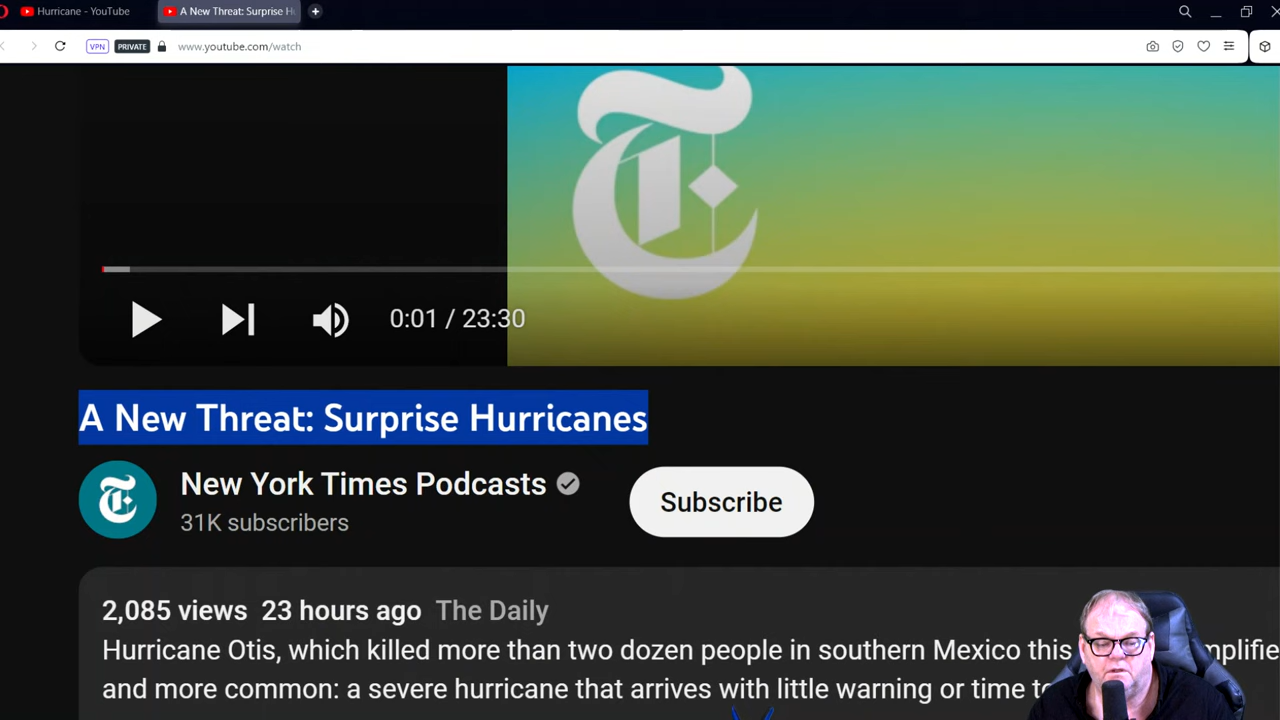 Hurricane - YouTube
A New Threat: Surprise H
VPN
PRIVATE
www.youtube.com/watch
0:01 / 23:30
A New Threat: Surprise Hurricanes
New York Times Podcasts
31K subscribers
Subscribe
2,085 views 23 hours ago The Daily
Hurricane Otis, which killed more than two dozen people in southern Mexico this mplifie
and more common: a severe hurricane that arrives with little warning or time